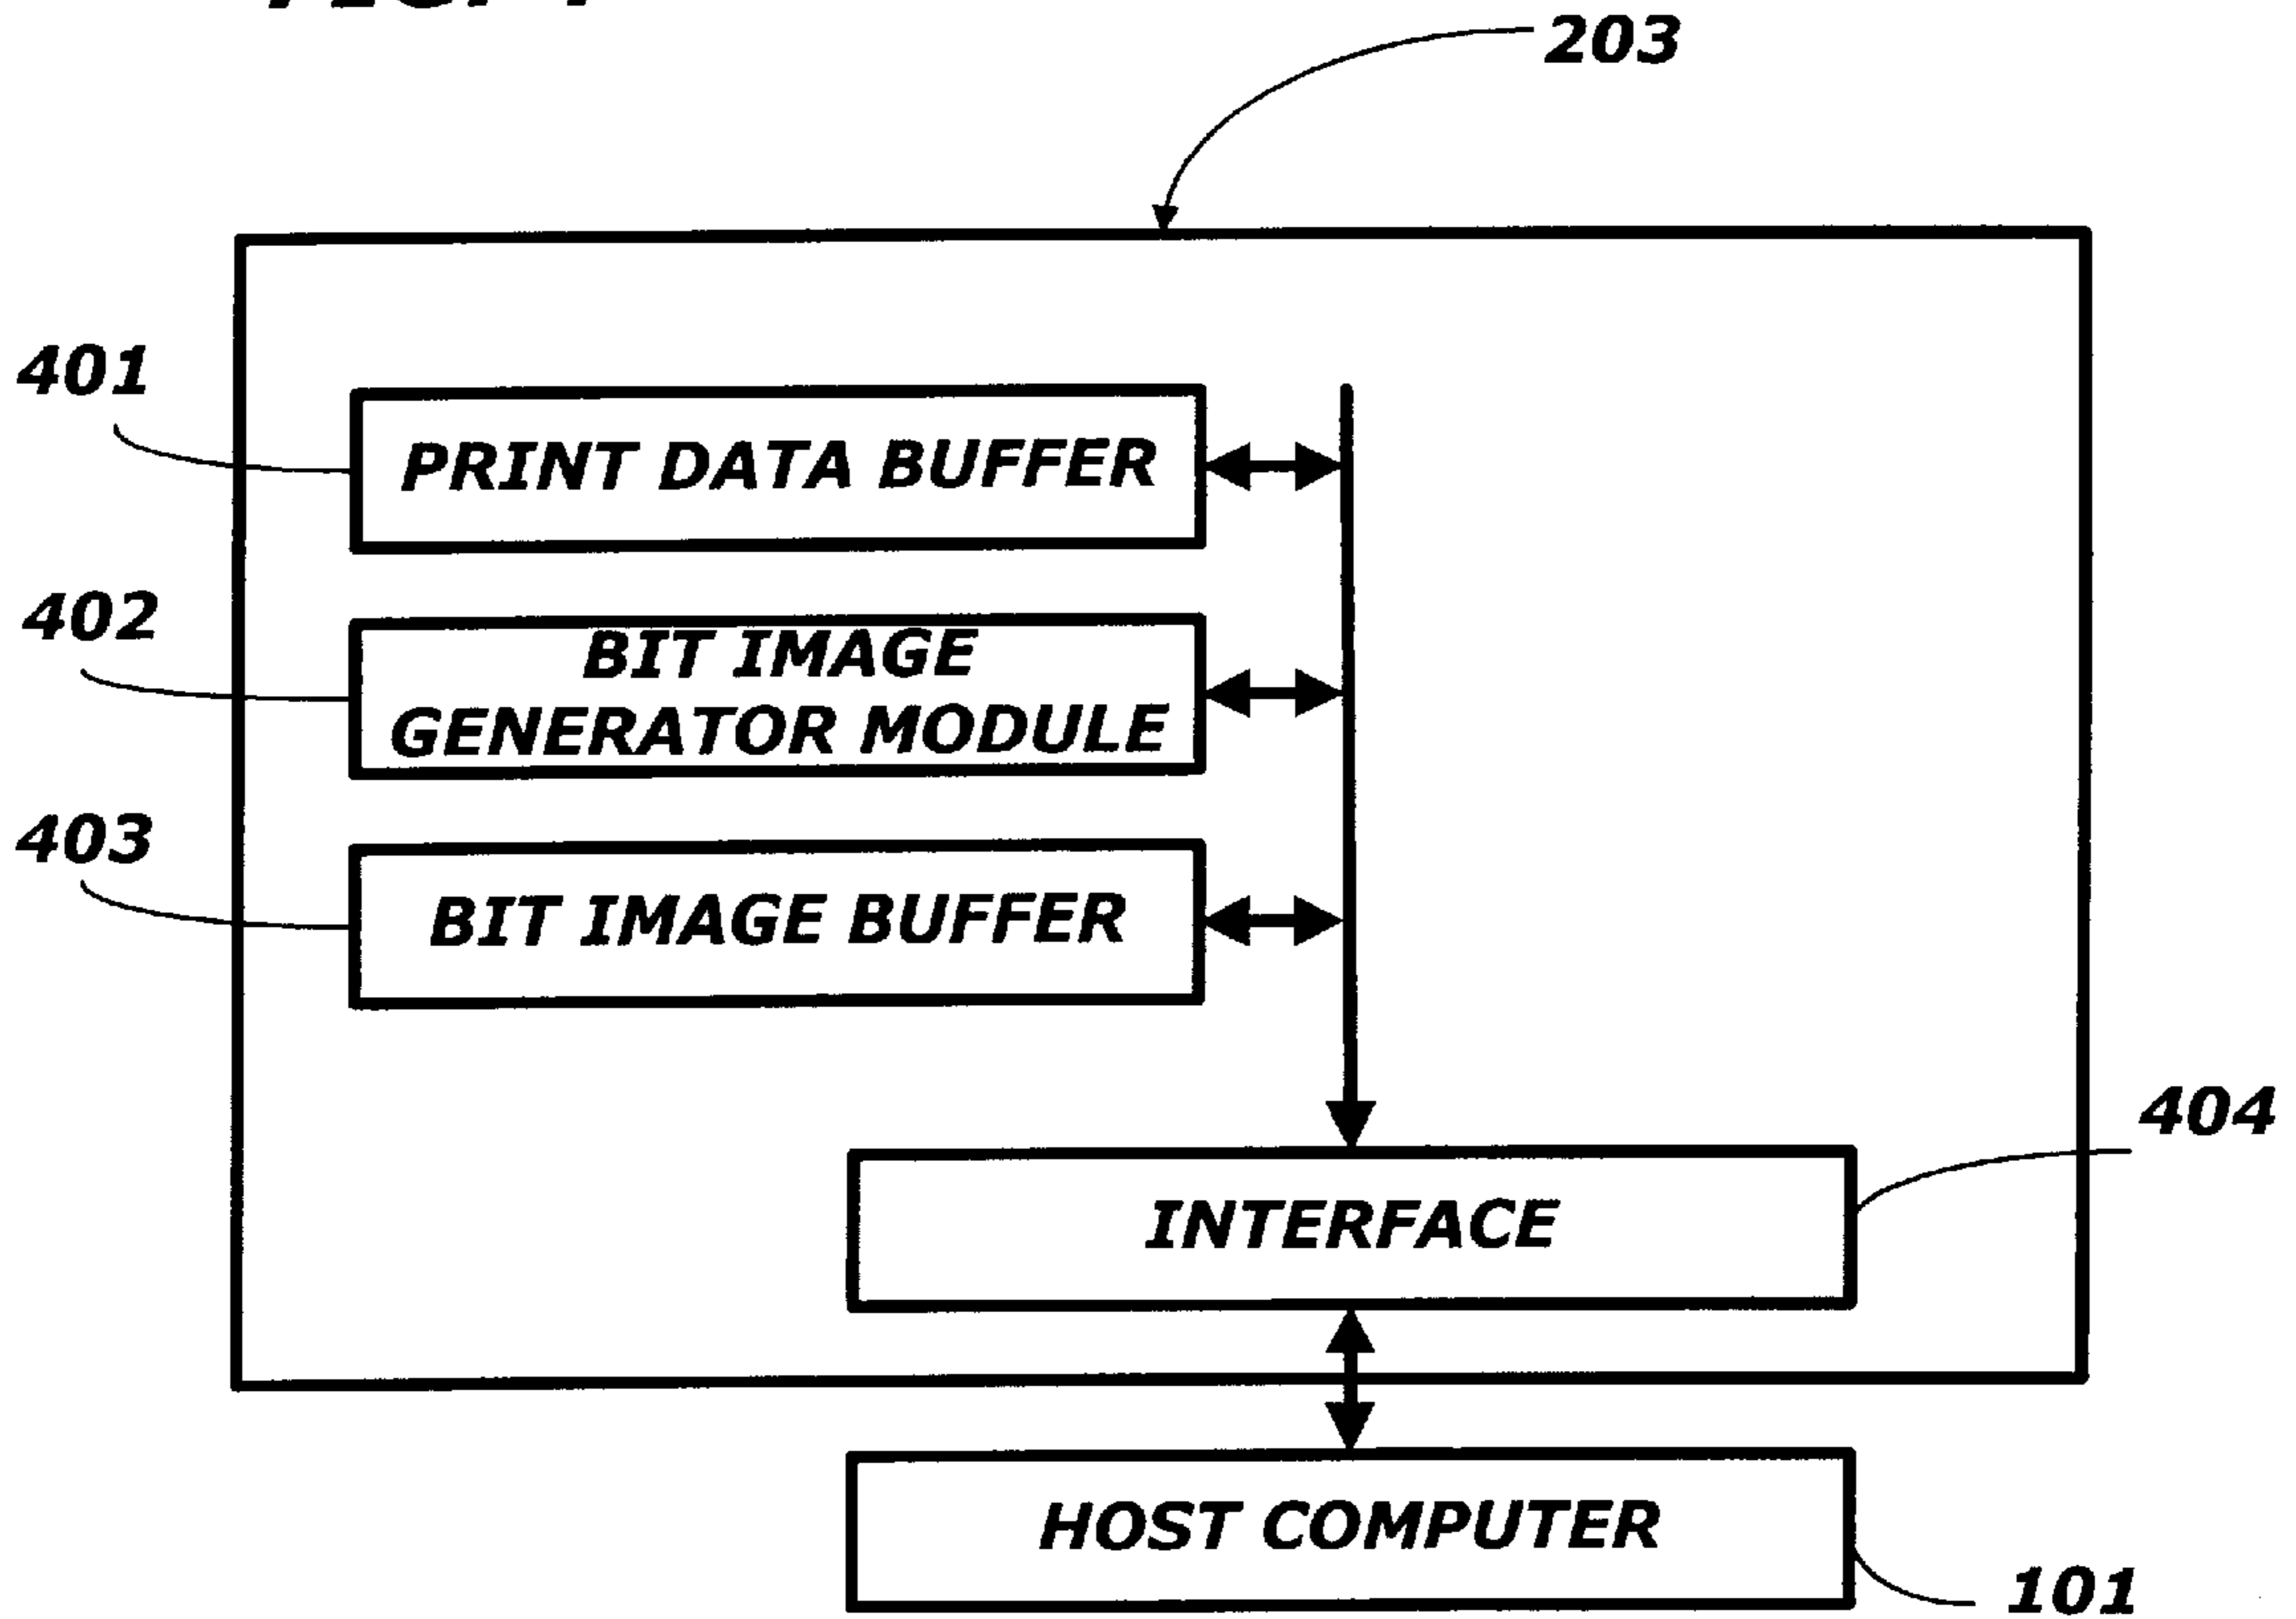 203
401
PRINT DATA BUFFER
402
BIT IMAGE
GENERATOR MODULE
403
BIT IMAGE BUFFER
404
INTERFACE
HOST COMPUTER
101